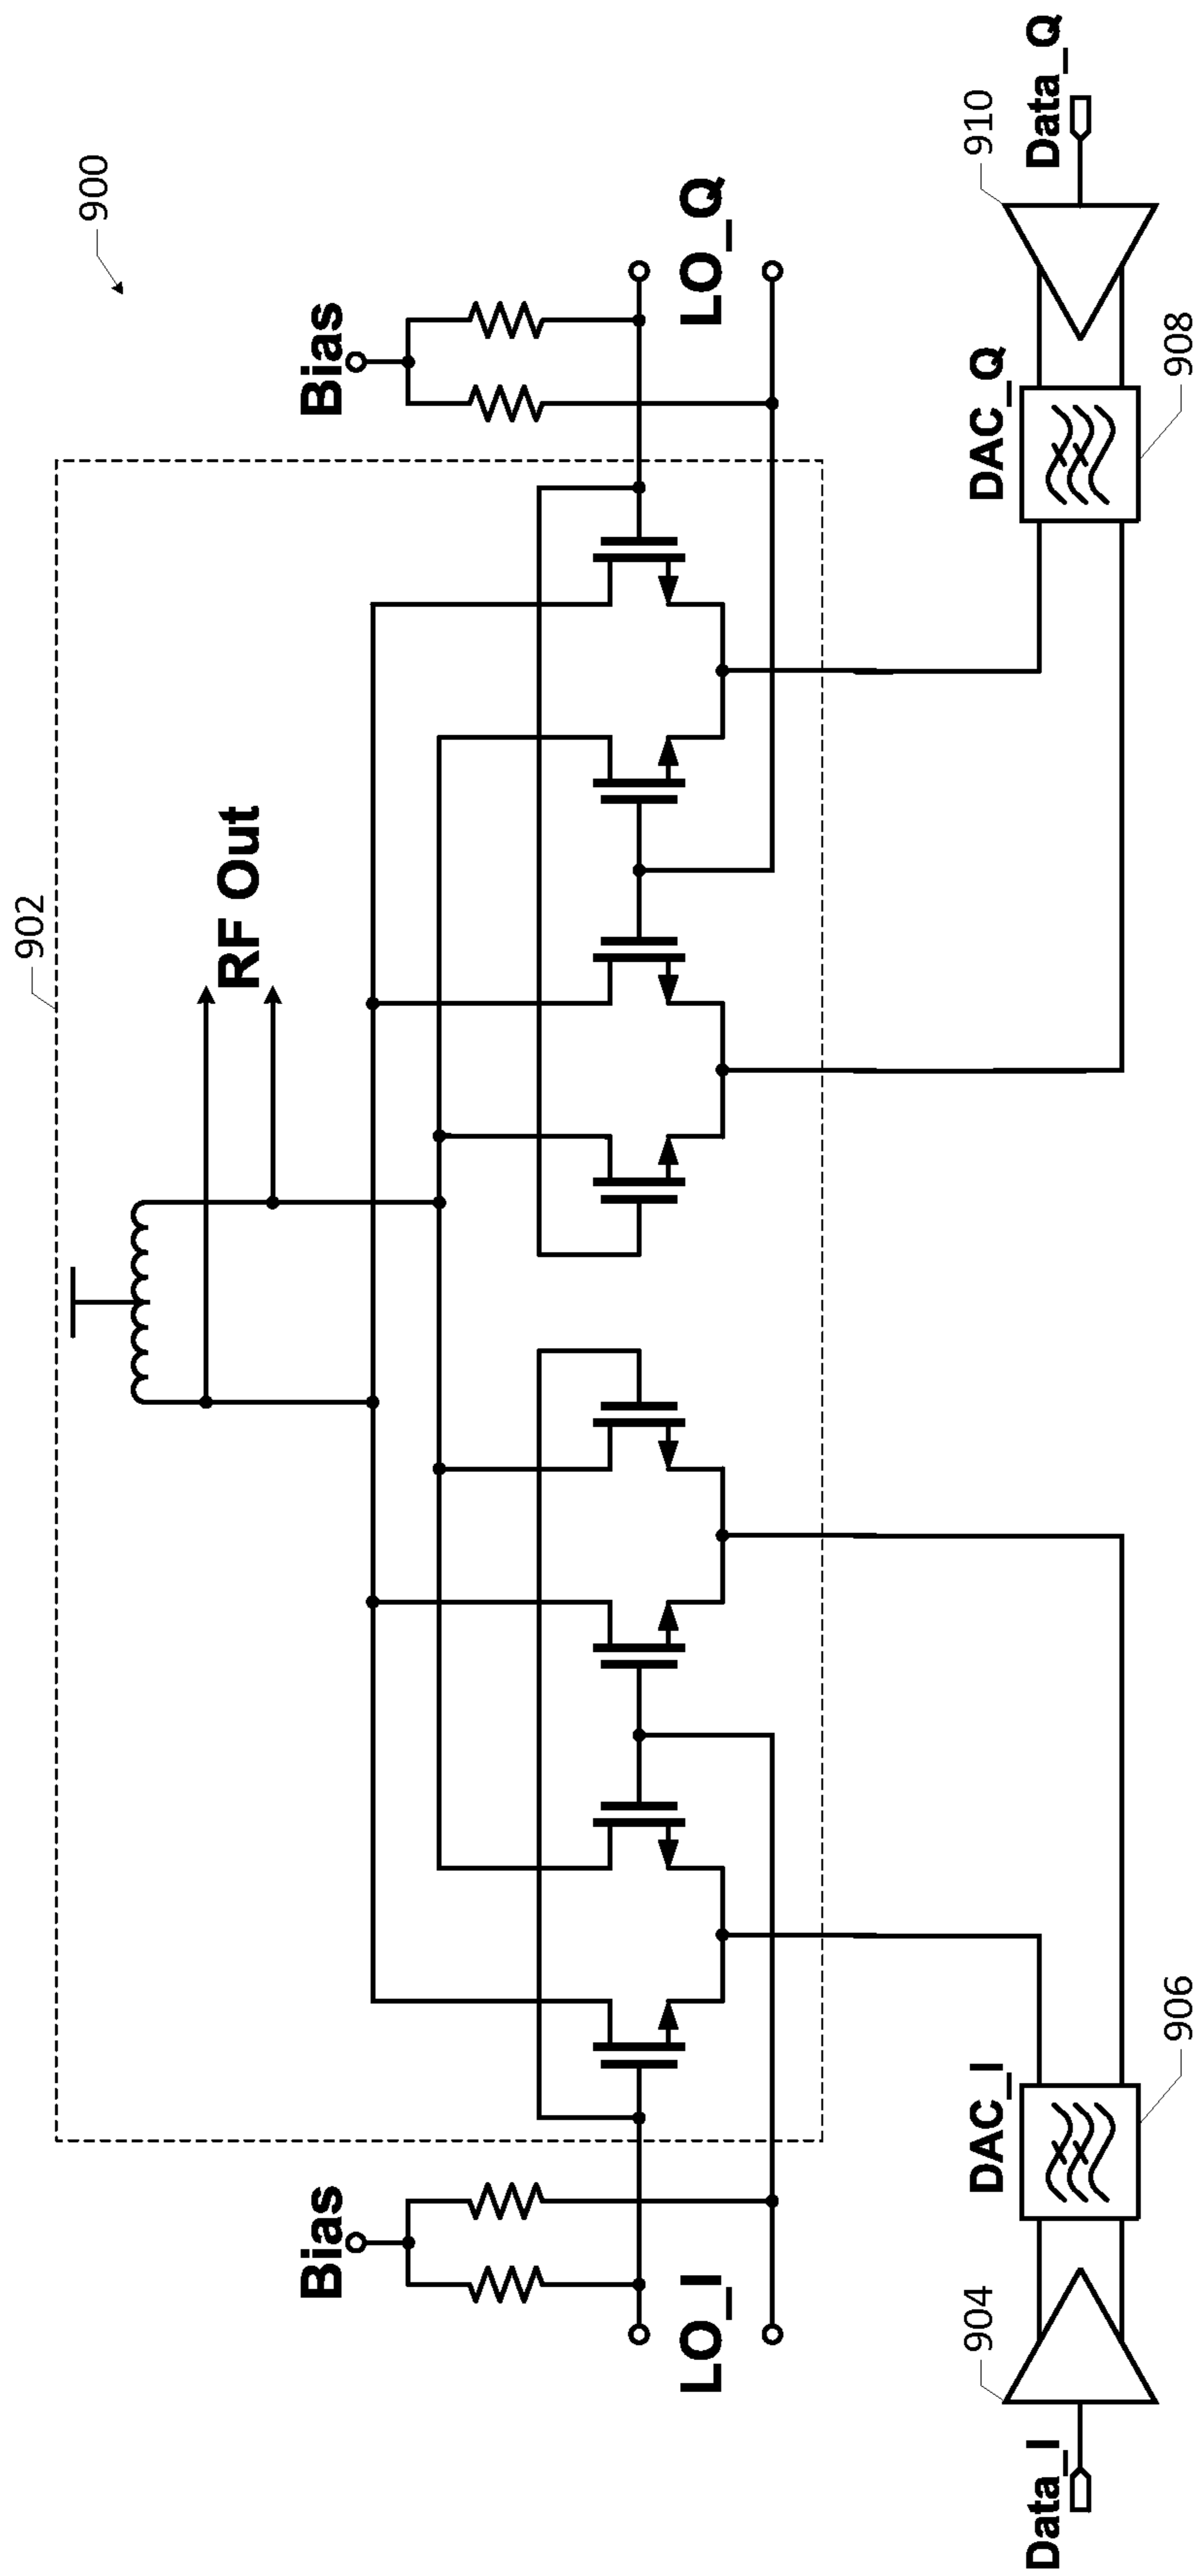 900
902
RF Out
Bias
Bias
LO_I
LO_Q
DAC_I
DAC_Q
904
906
908
910
Data_I
Data_Q